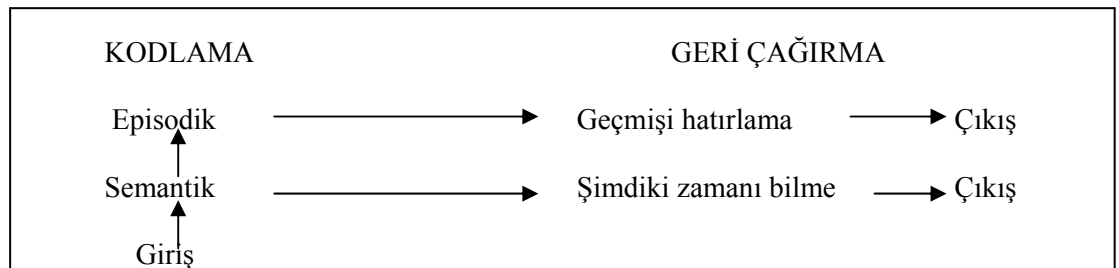 KODLAMA GERİ ÇAĞIRMA
Episodik Geçmişi hatırlama Çıkış
Semantik Şimdiki zamanı bilme Çıkış
Giriş